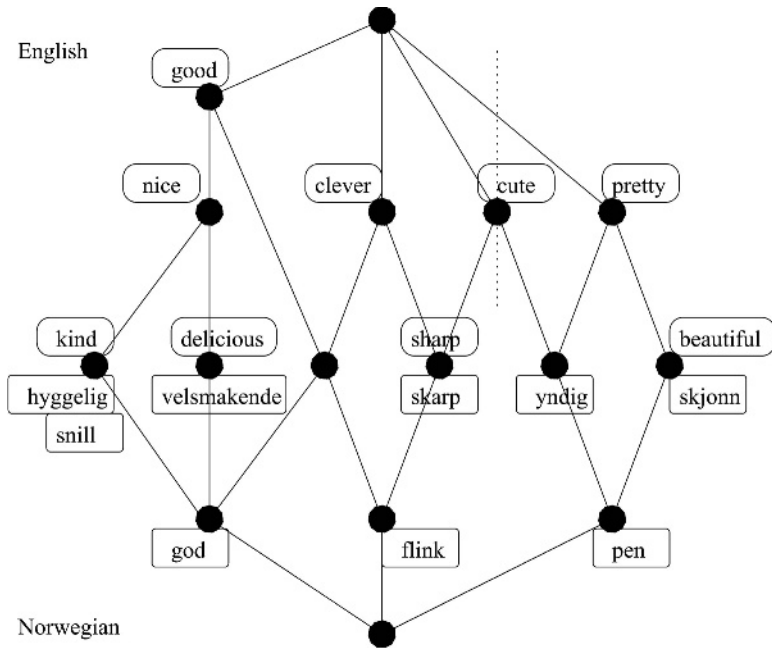 English
good
nice
clever
cute
pretty
kind
delicious
sharp
beautiful
hyggelig
velsmakende
skarp
yndig
skjonn
snill
god
flink
pen
Norwegian